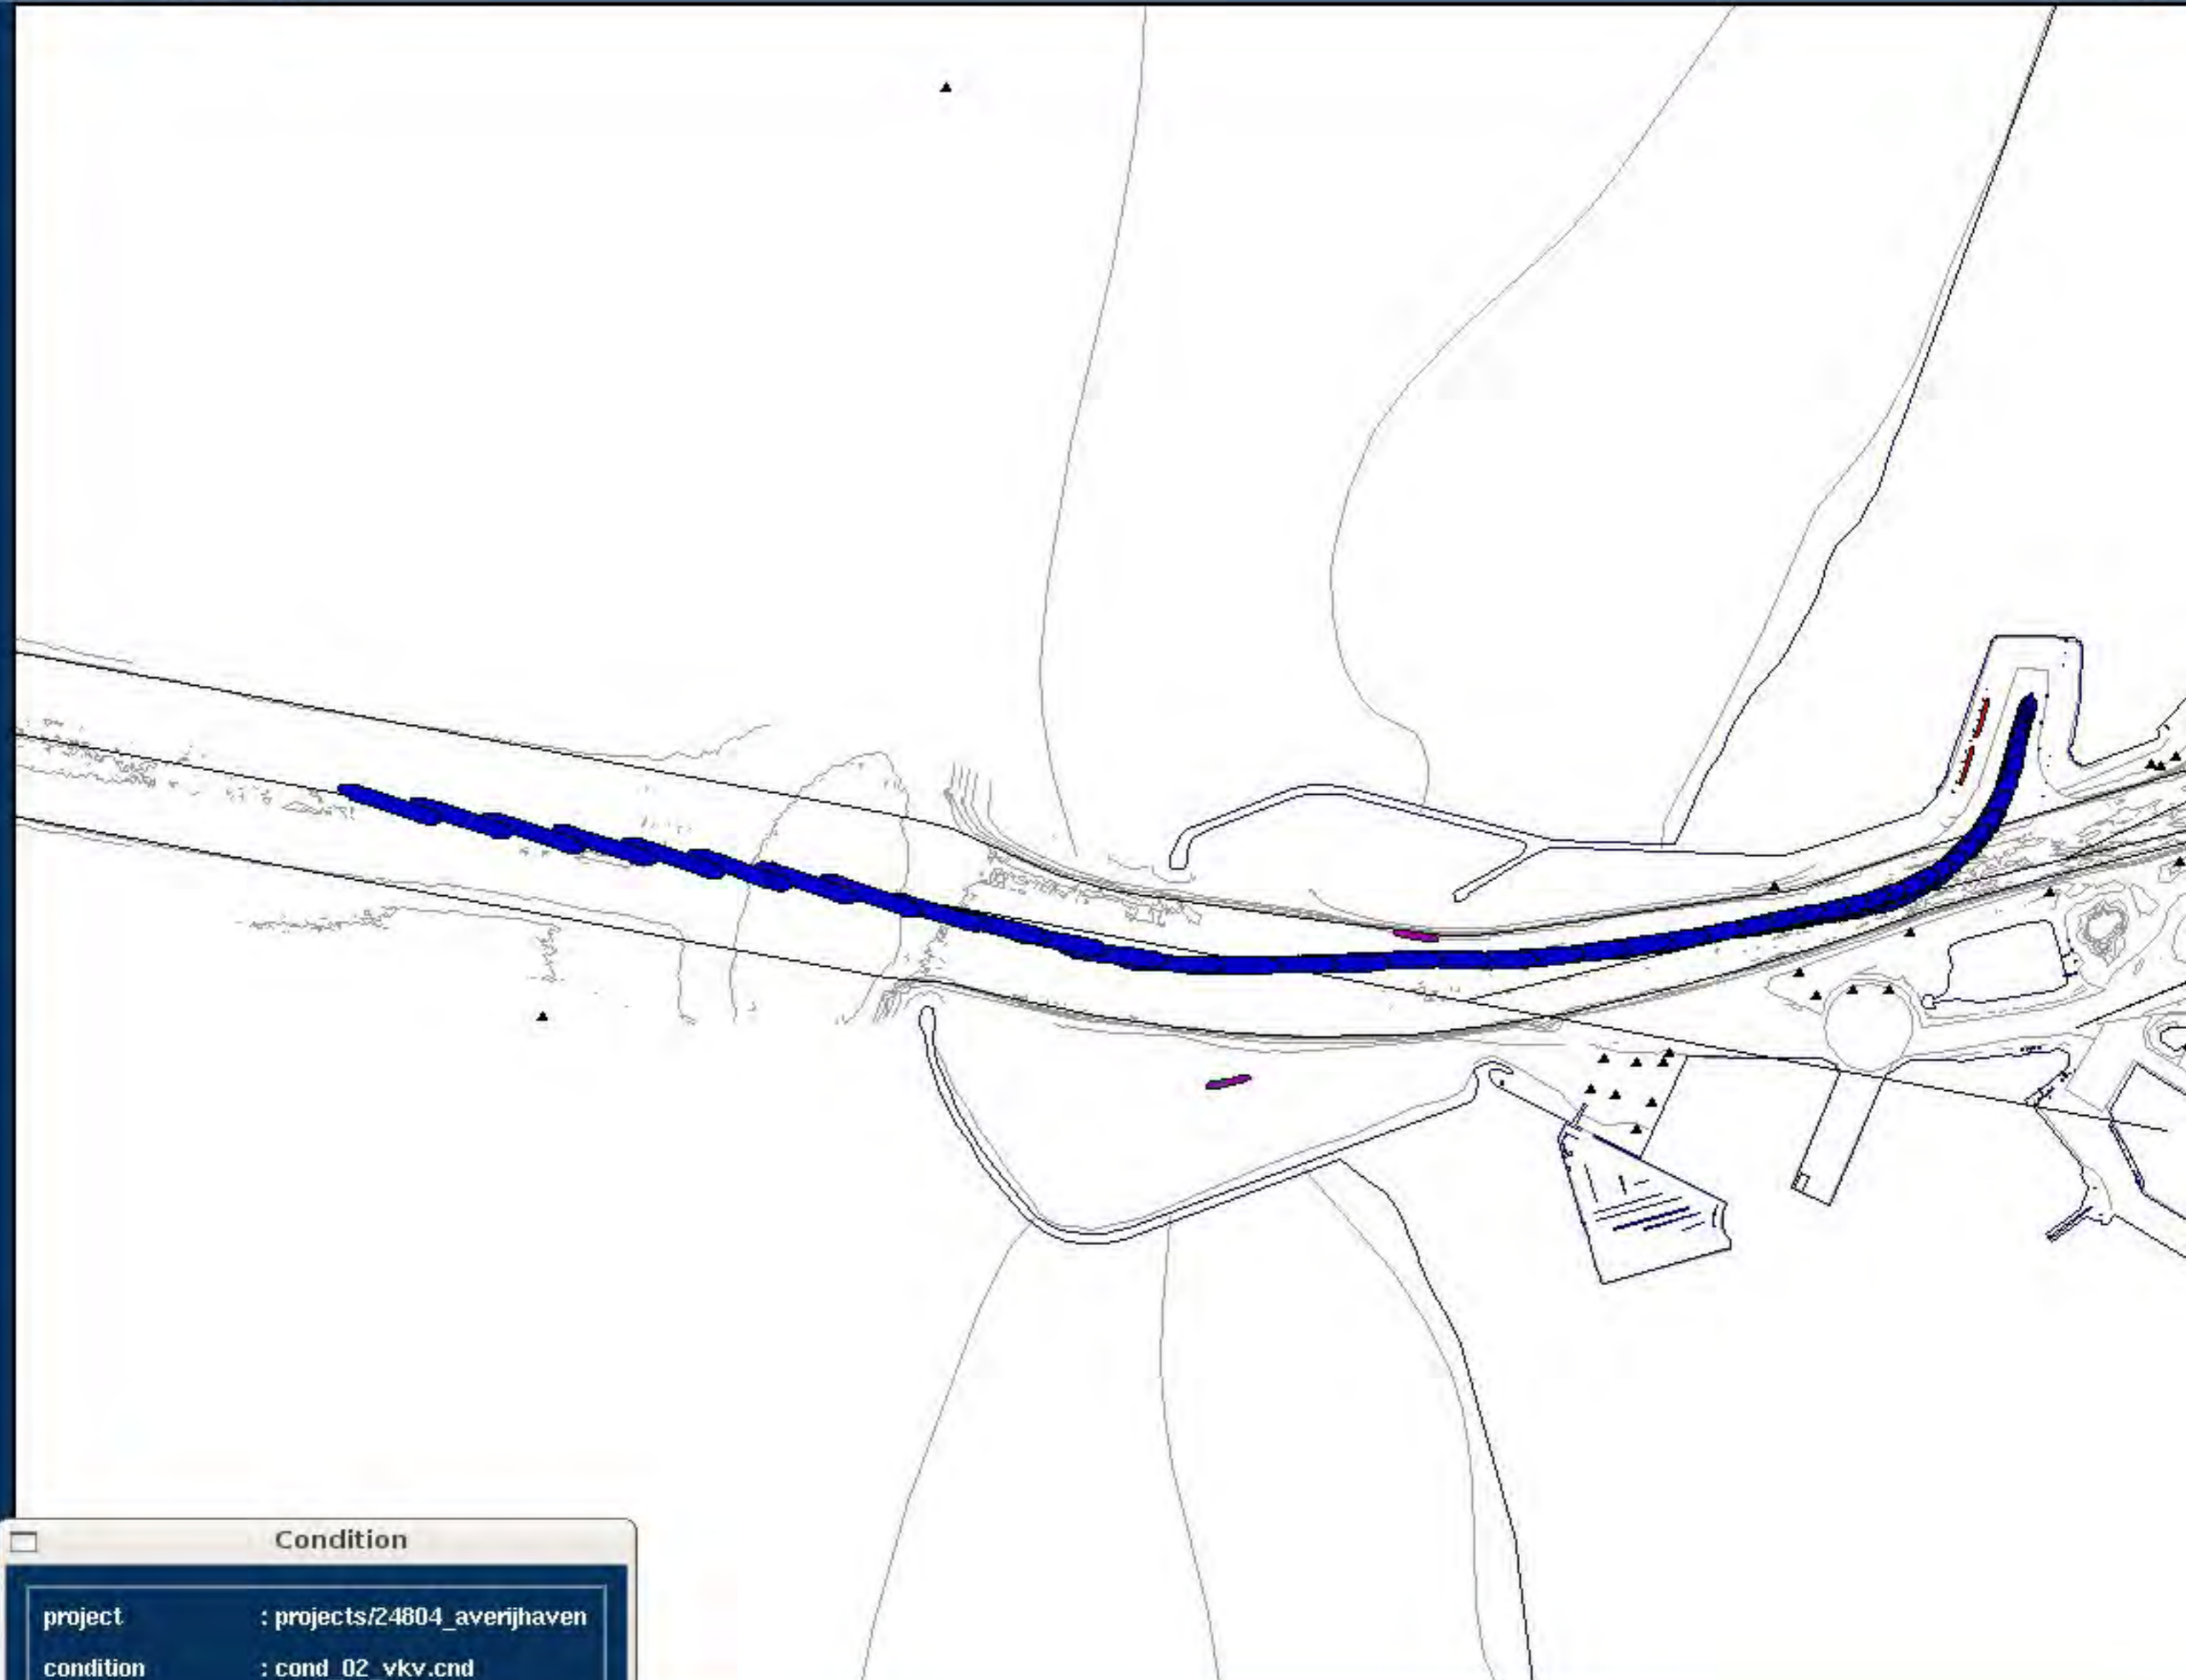 Condition
project : projects/24804_averijhaven
condition : cond_02_vkv.cnd